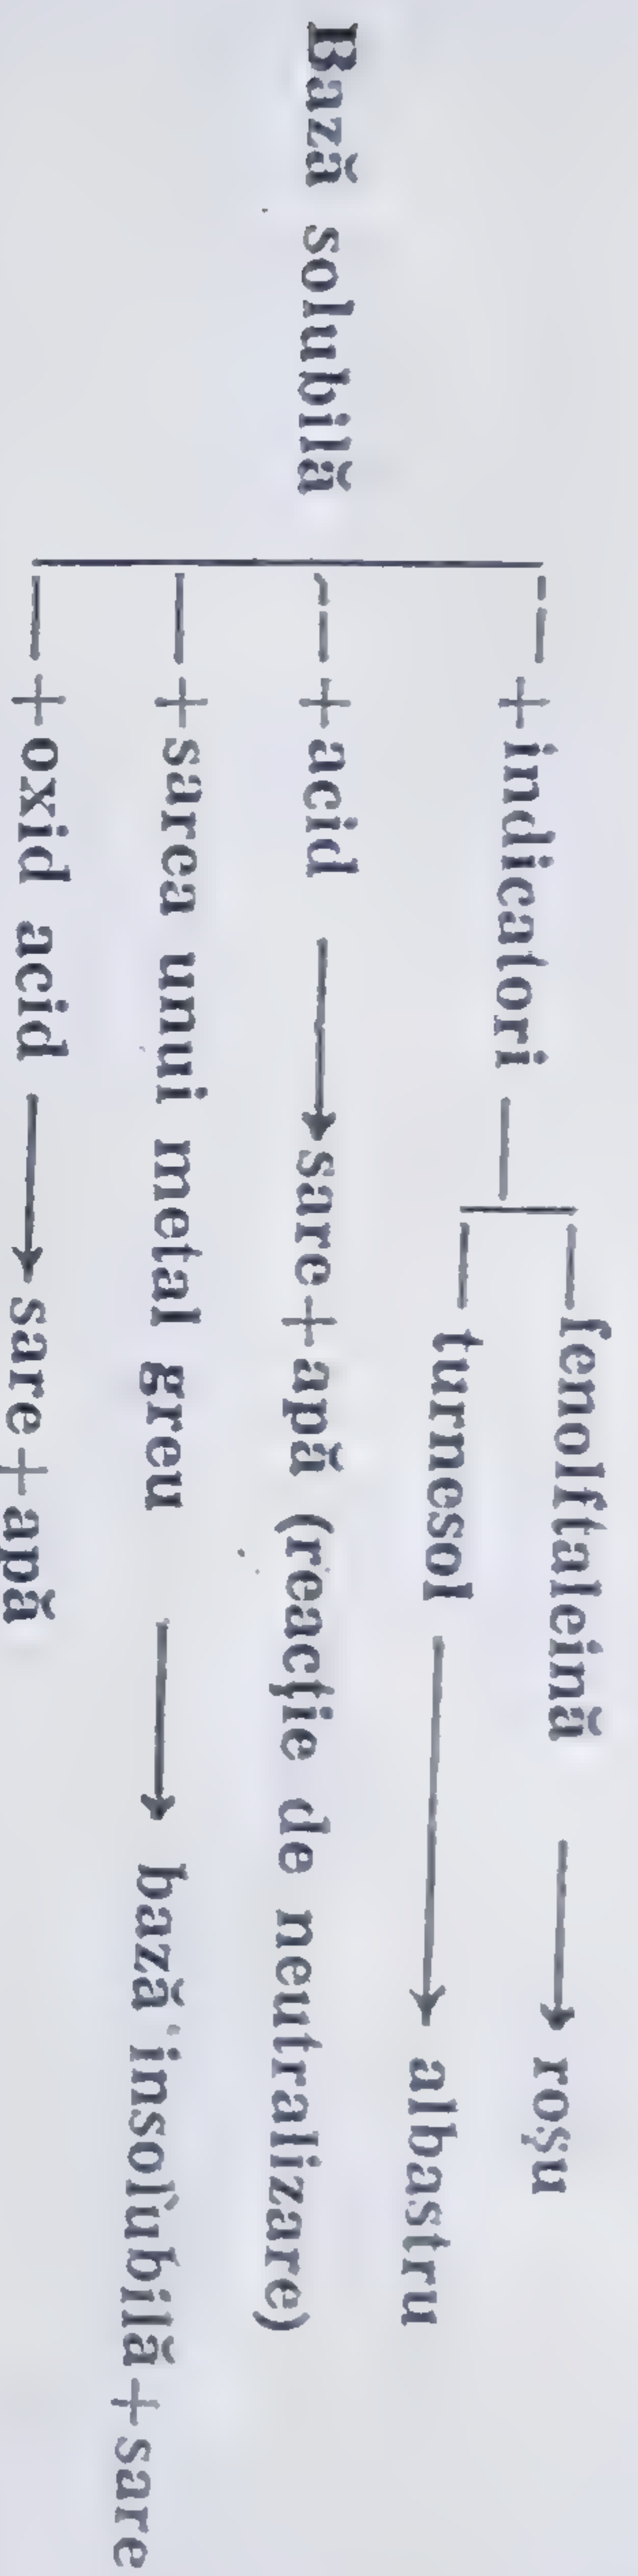 Bază solubilă
+indicatori
fenolftaleină → roşu
turnesol → albastru
+acid → sare+apă (reacţie de neutralizare)
+sarea unui metal greu → bază insolubilă+sare
+oxid acid → sare+apă